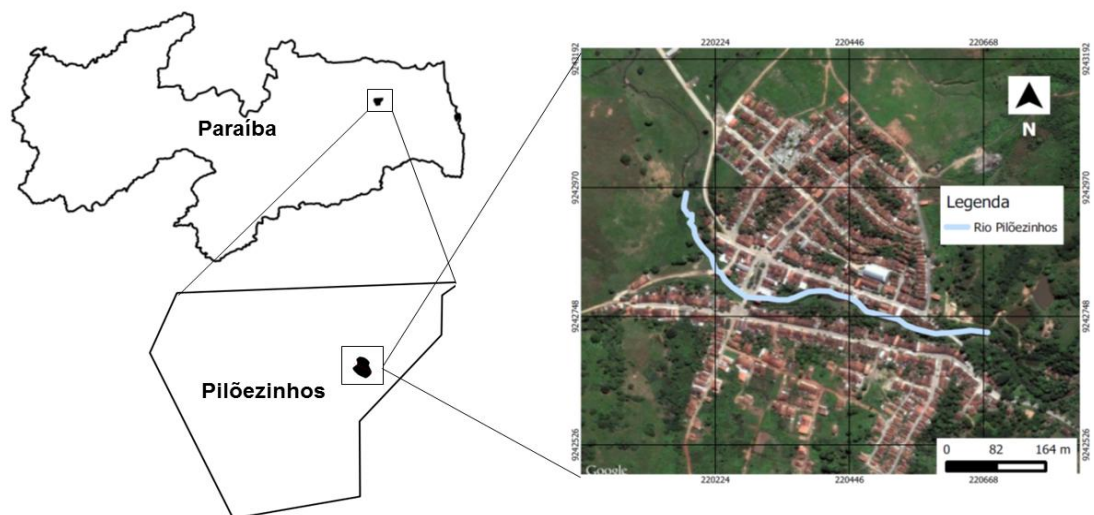 Paraíba
Pilõezinhos
220224 220446 220668
9243192 9243192
N
9242970 9242970
Legenda
Rio Pilõezinhos
9242748 9242748
9242526 9242526
0 82 164 m
Google
220224 220446 220668